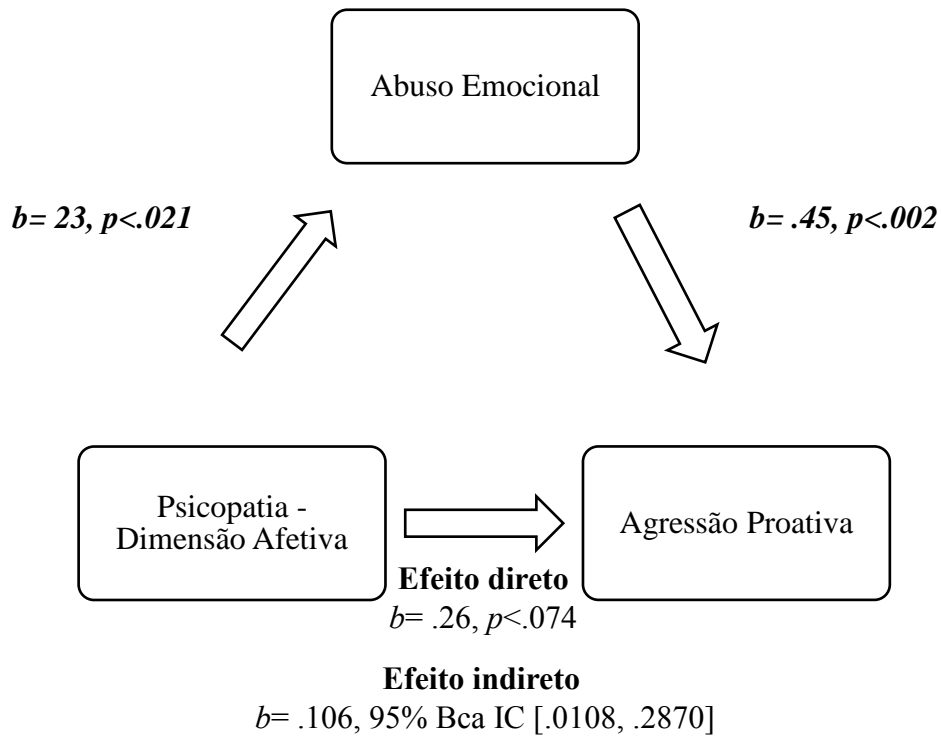 Abuso Emocional
b= 23, p<.021
b= .45, p<.002
Psicopatia -
Dimensão Afetiva
Agressão Proativa
Efeito direto
b= .26, p<.074
Efeito indireto
b= .106, 95% Bca IC [.0108, .2870]